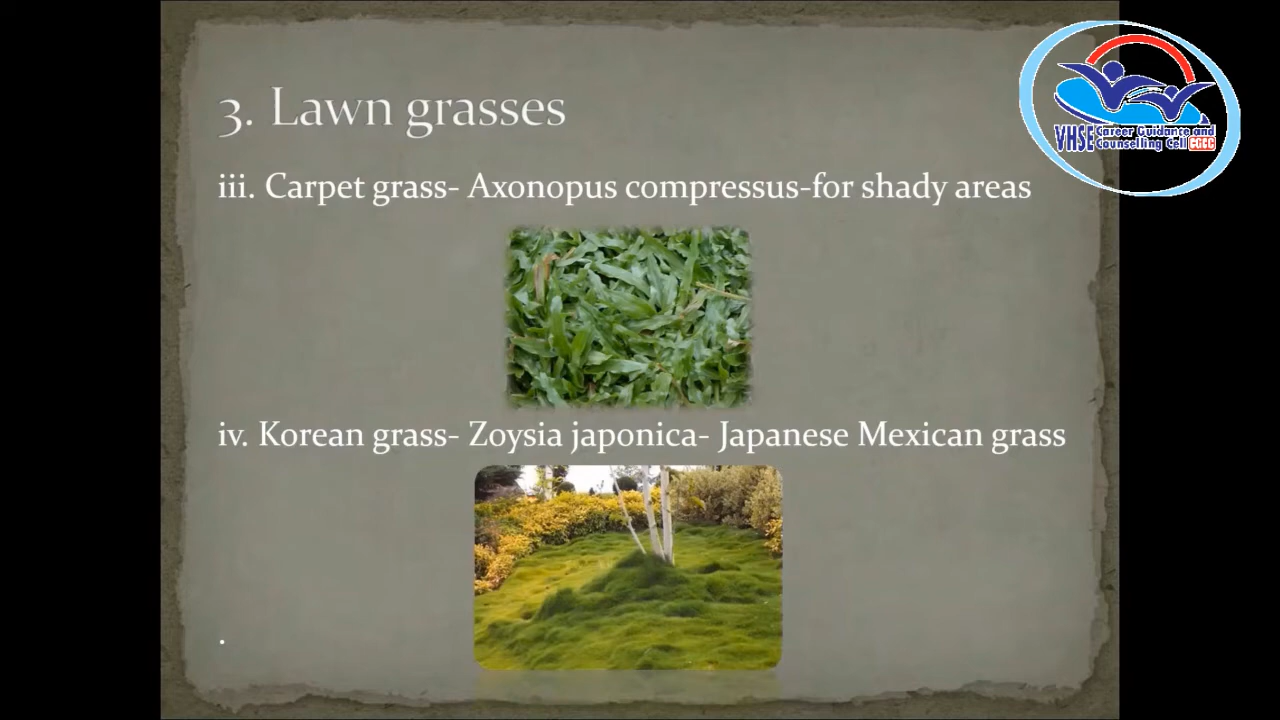 3. Lawn grasses
VHSE Career Guidance and
Counselling Cell CGCC
iii. Carpet grass- Axonopus compressus-for shady areas
iv. Korean grass- Zoysia japonica- Japanese Mexican grass
.